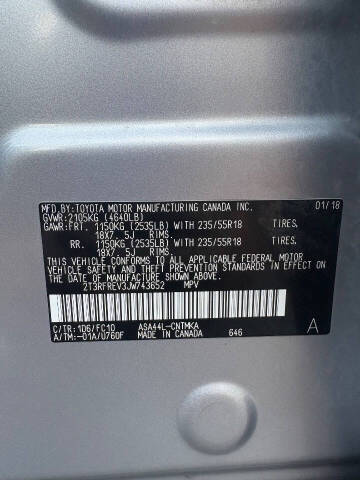 MFD.BY:TOYOTA MOTOR MANUFACTURING CANADA INC. 01/18
GVWR:2105KG (4640LB)
GAWR:FRT. 1150KG (2535LB) WITH 235/55R18 TIRES.
18X7. 5J RIMS.
RR. 1150KG (2535LB) WITH 235/55R18 TIRES.
18X7. 5J RIMS.
THIS VEHICLE CONFORMS TO ALL APPLICABLE FEDERAL MOTOR
VEHICLE SAFETY AND BUMPER STANDARDS IN EFFECT ON
THE DATE OF MANUFACTURE SHOWN ABOVE.
2T3RFREV3JW743652 MPV
C/TR:1D6/FC10 ASA44L-CNTMKA
A/TM:-01A/U760F MADE IN CANADA 646 A